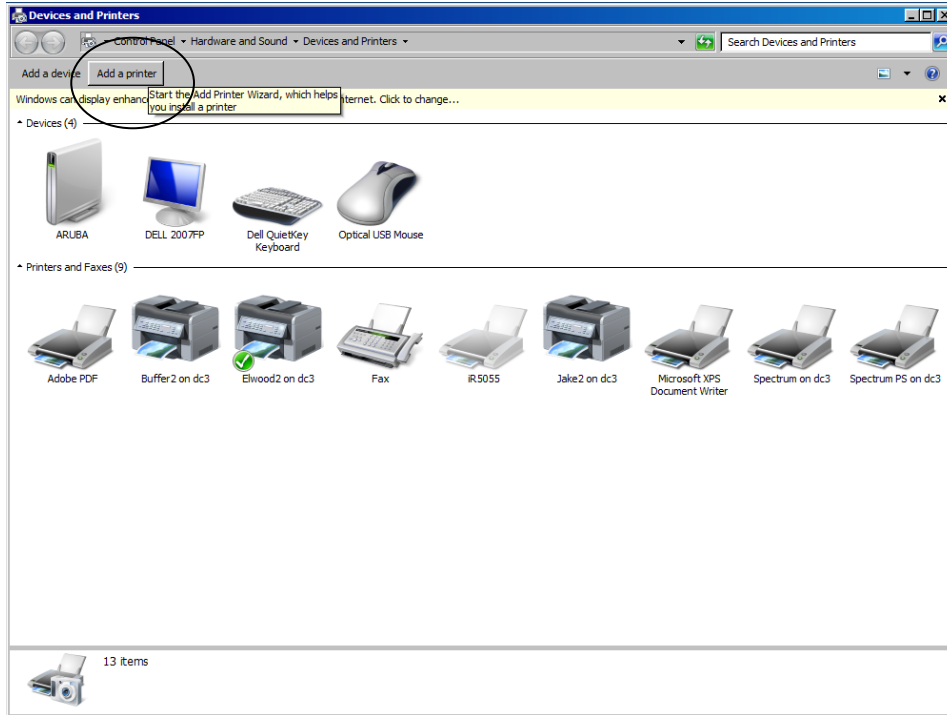 Devices and Printers
Control Panel Hardware and Sound Devices and Printers Search Devices and Printers
Add a device Add a printer
Start the Add Printer Wizard, which helps
you install a printer
Windows can display enhanc ternet. Click to change...
Devices (4)
ARUBA DELL 2007FP Dell QuietKey Optical USB Mouse
Keyboard
Printers and Faxes (9)
Adobe PDF Buffer2 on dc3 Elwood2 on dc3 Fax iR5055 Jake2 on dc3 Microsoft XPS Spectrum on dc3 Spectrum PS on dc3
Document Writer
13 items